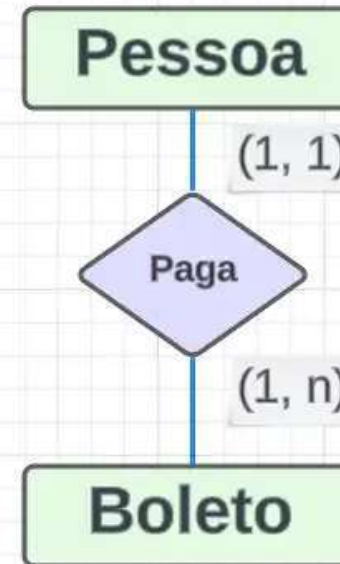 Pessoa
(1, 1)
Paga
(1, n)
Boleto